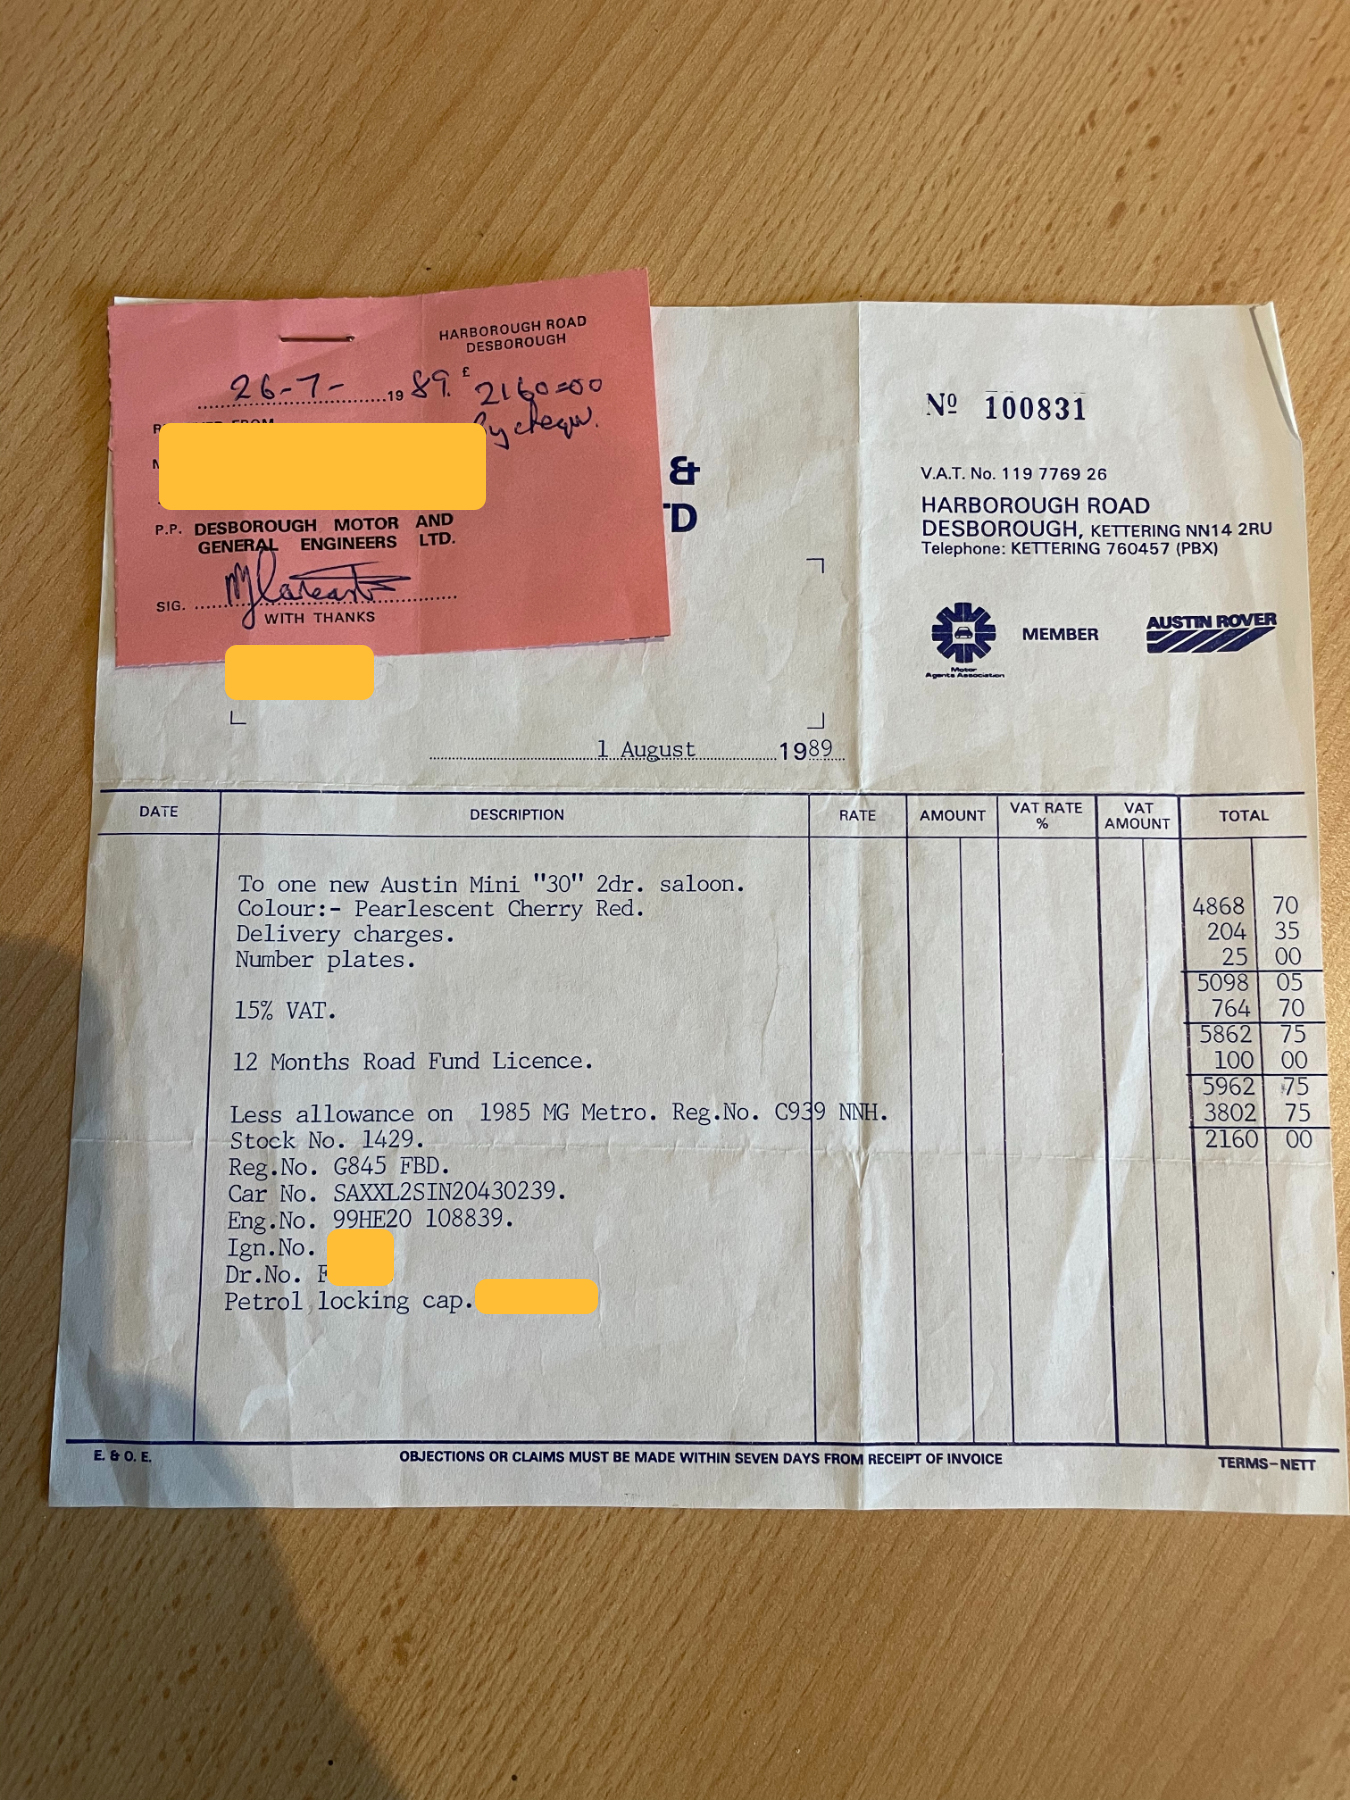 HARBOROUGH ROAD
DESBOROUGH
26-7- 1989. £ 2160=00
By cheque.
FROM
P.P. DESBOROUGH MOTOR AND
GENERAL ENGINEERS LTD.
SIG.
WITH THANKS
&
TD
Nº 100831
V.A.T. No. 119 7769 26
HARBOROUGH ROAD
DESBOROUGH, KETTERING NN14 2RU
Telephone: KETTERING 760457 (PBX)
Motor
Agents Association
MEMBER
AUSTIN ROVER
1 August 1989
DATE DESCRIPTION RATE AMOUNT VAT RATE % VAT AMOUNT TOTAL
To one new Austin Mini "30" 2dr. saloon.
Colour:- Pearlescent Cherry Red. 4868 70
Delivery charges. 204 35
Number plates. 25 00
5098 05
15% VAT. 764 70
5862 75
12 Months Road Fund Licence. 100 00
5962 75
Less allowance on 1985 MG Metro. Reg.No. C939 NNH. 3802 75
Stock No. 1429. 2160 00
Reg.No. G845 FBD.
Car No. SAXXL2SIN20430239.
Eng.No. 99HE20 108839.
Ign.No.
Dr.No. F
Petrol locking cap.
E. & O. E. OBJECTIONS OR CLAIMS MUST BE MADE WITHIN SEVEN DAYS FROM RECEIPT OF INVOICE TERMS-NETT